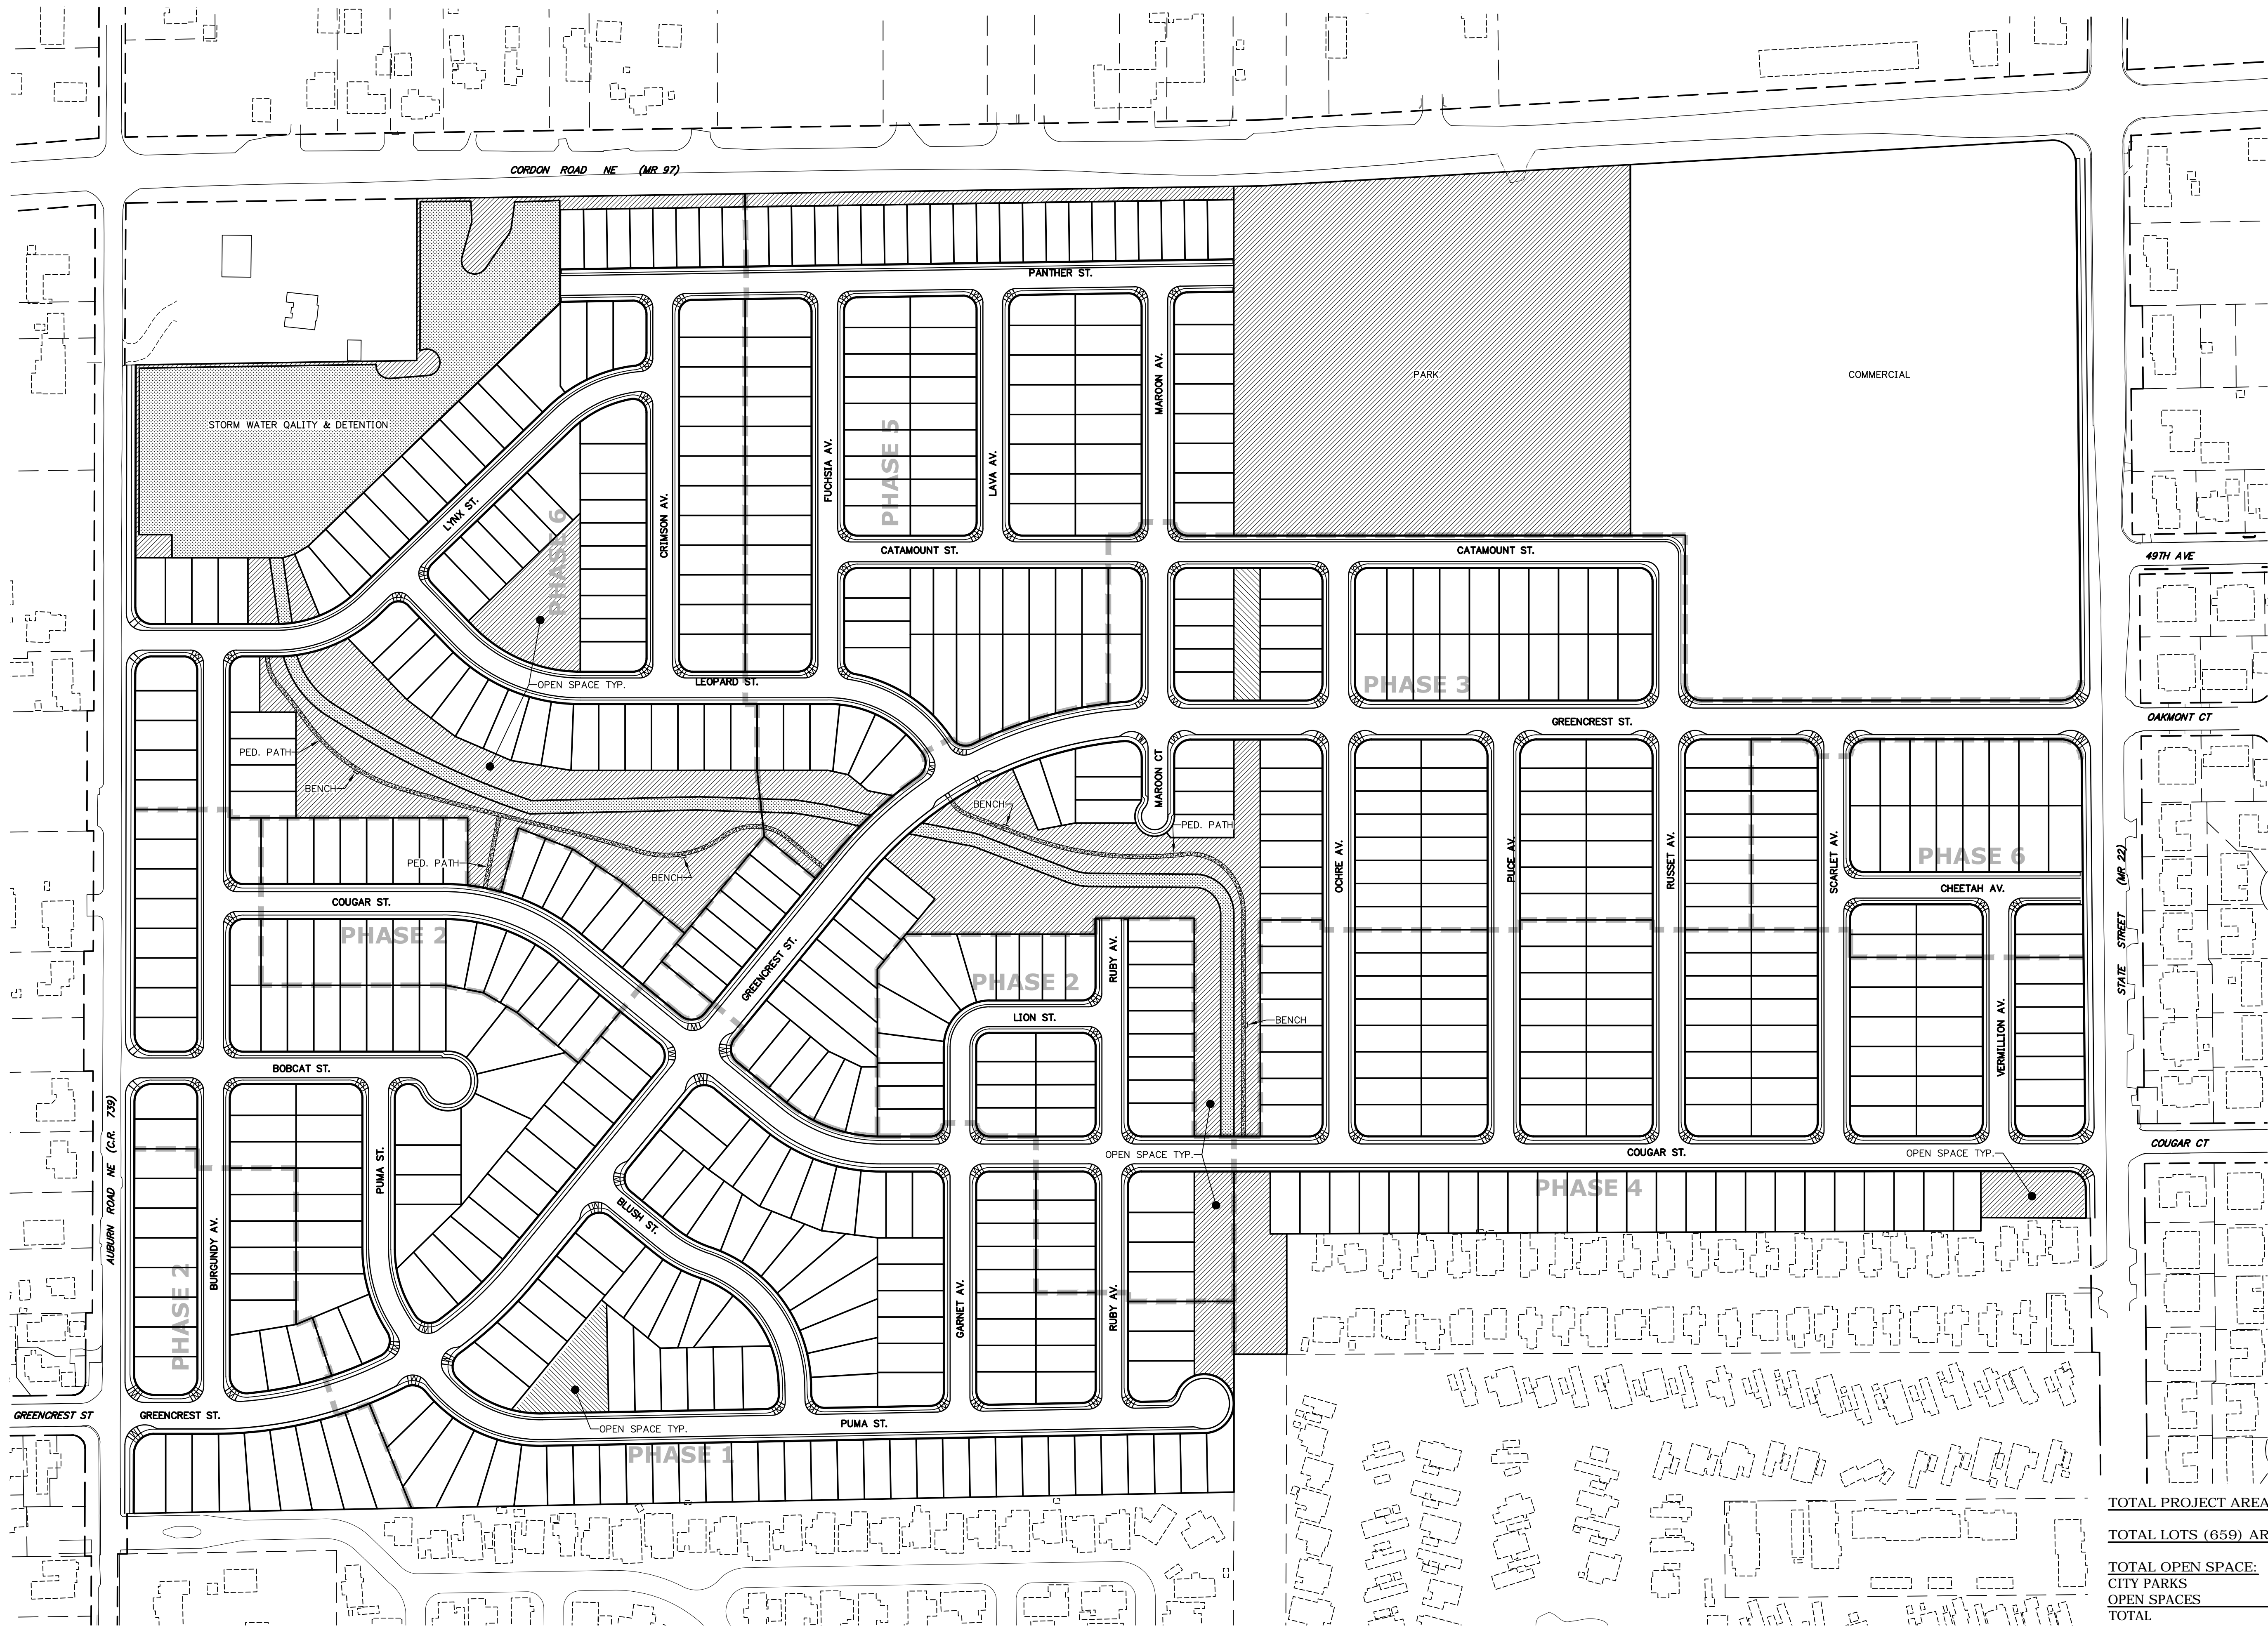 CORDON ROAD NE (MR 97)
PANTHER ST.
PARK
COMMERCIAL
STORM WATER QALITY & DETENTION
MAROON AV.
FUCHSIA AV.
PHASE 5
LAVA AV.
LYNX ST.
CRIMSON AV.
PHASE 6
CATAMOUNT ST.
CATAMOUNT ST.
49TH AVE
OPEN SPACE TYP.
LEOPARD ST.
PHASE 3
GREENCREST ST.
OAKMONT CT
PED. PATH
BENCH
MAROON CT
BENCH
PED. PATH
PED. PATH
BENCH
OCHRE AV.
PUCE AV.
RUSSET AV.
SCARLET AV.
PHASE 6
STATE STREET (MR 22)
CHEETAH AV.
COUGAR ST.
PHASE 2
GREENCREST ST.
PHASE 2
RUBY AV.
LION ST.
BENCH
VERMILLION AV.
BOBCAT ST.
AUBURN ROAD NE (C.R. 739)
PUMA ST.
OPEN SPACE TYP.
COUGAR ST.
OPEN SPACE TYP.
COUGAR CT
PHASE 4
BLUSH ST.
BURGUNDY AV.
PHASE 2
GARNET AV.
RUBY AV.
GREENCREST ST
GREENCREST ST.
PUMA ST.
OPEN SPACE TYP.
PHASE 1
TOTAL PROJECT AREA
TOTAL LOTS (659) AR
TOTAL OPEN SPACE:
CITY PARKS
OPEN SPACES
TOTAL